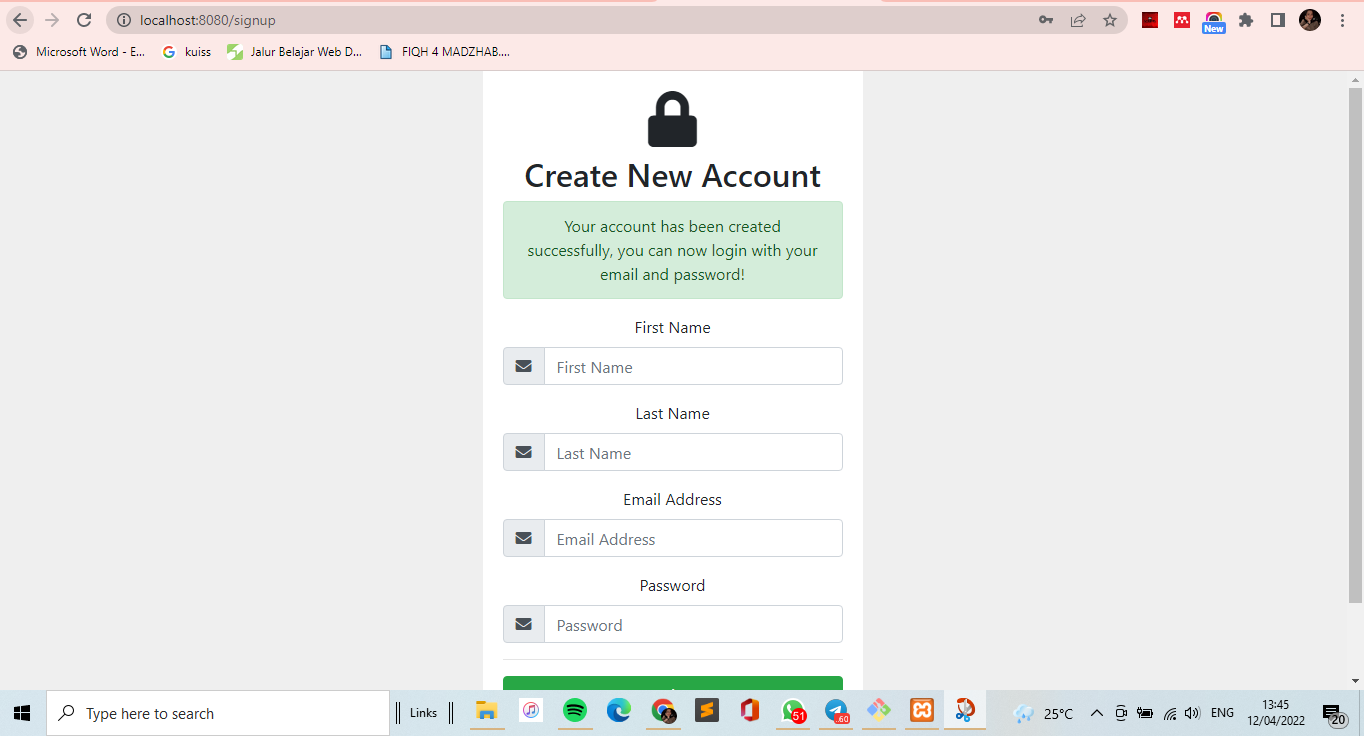 localhost:8080/signup
New
Microsoft Word - E...
kuiss
Jalur Belajar Web D...
FIQH 4 MADZHAB....
Create New Account
Your account has been created
successfully, you can now login with your
email and password!
First Name
First Name
Last Name
Last Name
Email Address
Email Address
Password
Password
Type here to search
Links
51
.60
25°C
ENG
13:45
12/04/2022
20